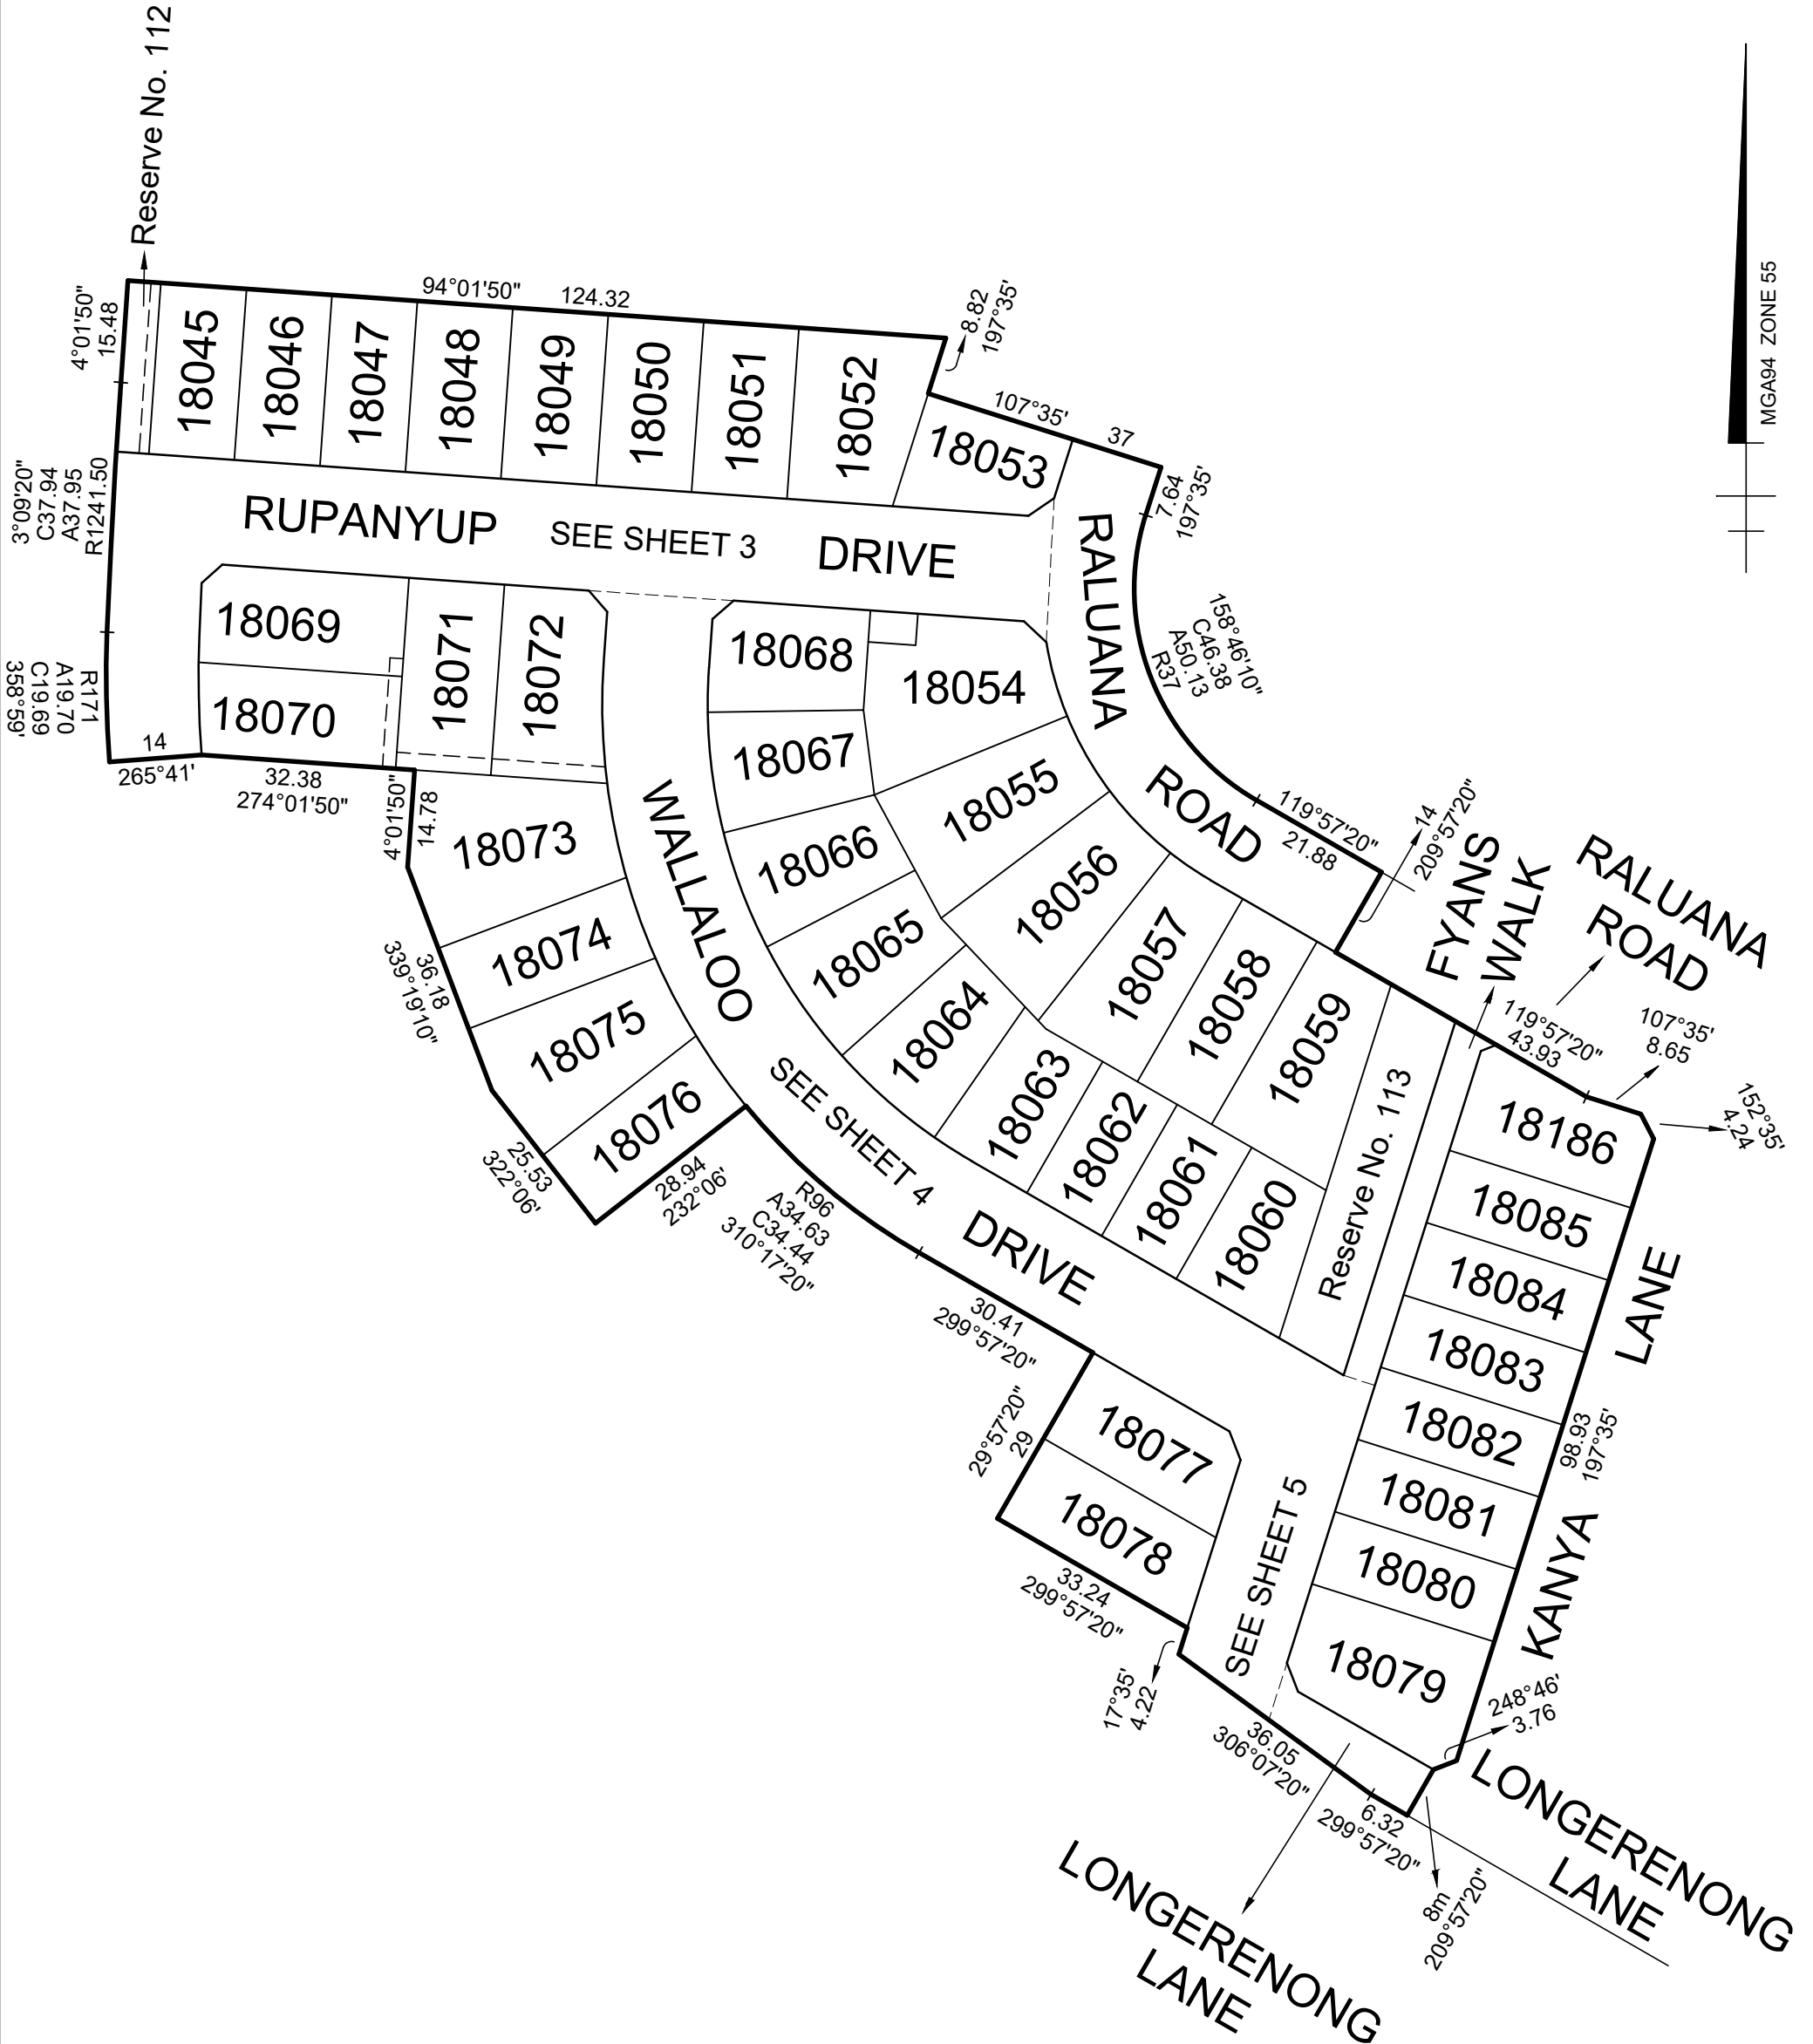 Reserve No. 112
MGA94 ZONE 55
94°01'50" 124.32
4°01'50"
15.48
8.82
197°35'
107°35' 37
7.64
197°35'
18045
18046
18047
18048
18049
18050
18051
18052
18053
3°09'20"
C37.94
A37.95
R1241.50
RUPANYUP SEE SHEET 3 DRIVE
RALUANA
ROAD
158°46'10"
C46.38
A50.13
R37
18069
18070
18071
18072
18068
18054
18067
18055
18066
18056
18065
18057
18064
18058
18063
18059
18062
18061
18060
R171
A19.70
C19.69
358°59'
14
265°41'
32.38
274°01'50"
4°01'50"
14.78
18073
18074
18075
18076
WALLALOO
SEE SHEET 4
DRIVE
36.18
339°19'10"
25.53
322°06'
28.94
232°06'
R96
A34.63
C34.44
310°17'20"
119°57'20"
21.88
14
209°57'20"
FYANS
WALK
RALUANA
ROAD
119°57'20"
43.93
107°35'
8.65
152°35'
4.24
Reserve No. 113
18186
18085
18084
18083
18082
18081
18080
18079
LANE
KANYA
98.93
197°35'
30.41
299°57'20"
29°57'20"
29
18077
18078
SEE SHEET 5
33.24
299°57'20"
17°35'
4.22
36.05
306°07'20"
248°46'
3.76
6.32
299°57'20"
8m
209°57'20"
LONGERENONG
LANE
LONGERENONG
LANE